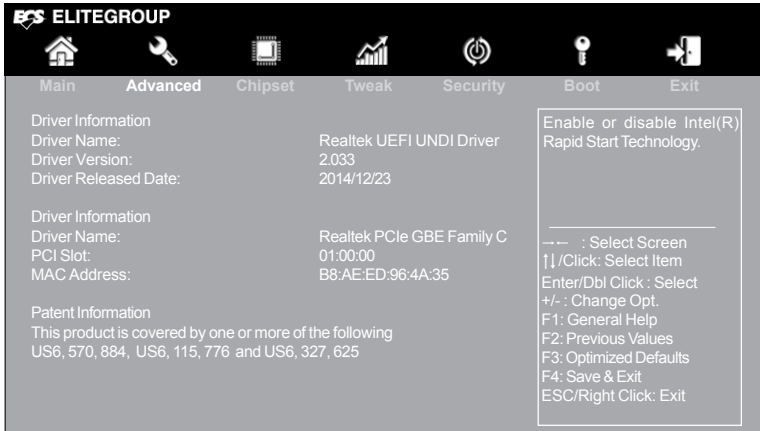 ECS ELITEGROUP
Main Advanced Chipset Tweak Security Boot Exit
Driver Information
Driver Name: Realtek UEFI UNDI Driver
Driver Version: 2.033
Driver Released Date: 2014/12/23
Driver Information
Driver Name: Realtek PCIe GBE Family C
PCI Slot: 01:00:00
MAC Address: B8:AE:ED:96:4A:35
Patent Information
This product is covered by one or more of the following
US6, 570, 884, US6, 115, 776 and US6, 327, 625
Enable or disable Intel(R)
Rapid Start Technology.
→← : Select Screen
↑↓/Click: Select Item
Enter/Dbl Click : Select
+/- : Change Opt.
F1: General Help
F2: Previous Values
F3: Optimized Defaults
F4: Save & Exit
ESC/Right Click: Exit